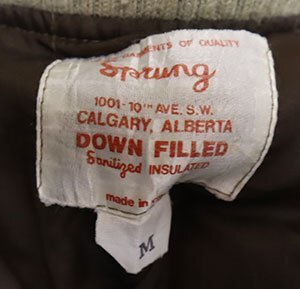 GARMENTS OF QUALITY
Sprung
1001-10TH AVE. S.W.
CALGARY, ALBERTA
DOWN FILLED
Sanitized INSULATED
made in
M